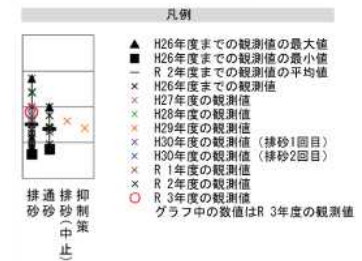 凡例
▲ H26年度までの観測値の最大値
■ H26年度までの観測値の最小値
― R 2年度までの観測値の平均値
× H26年度までの観測値
× H27年度の観測値
× H28年度の観測値
× H29年度の観測値
× H30年度の観測値（排砂1回目）
× H30年度の観測値（排砂2回目）
× R 1年度の観測値
× R 2年度の観測値
○ R 3年度の観測値
グラフ中の数値はR 3年度の観測値
排砂
通砂
排砂(中止)
抑制策